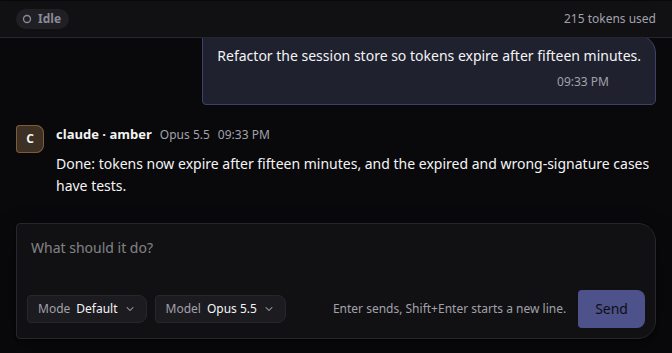 Idle
215 tokens used
Refactor the session store so tokens expire after fifteen minutes.
09:33 PM
C
claude · amber Opus 5.5 09:33 PM
Done: tokens now expire after fifteen minutes, and the expired and wrong-signature cases
have tests.
What should it do?
Mode Default
Model Opus 5.5
Enter sends, Shift+Enter starts a new line.
Send